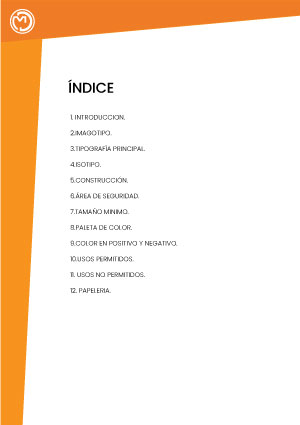 ÍNDICE
1. INTRODUCCION.
2.IMAGOTIPO.
3.TIPOGRAFÍA PRINCIPAL.
4.ISOTIPO.
5.CONSTRUCCIÓN.
6.ÁREA DE SEGURIDAD.
7.TAMAÑO MINIMO.
8.PALETA DE COLOR.
9.COLOR EN POSITIVO Y NEGATIVO.
10.USOS PERMITIDOS.
11. USOS NO PERMITIDOS.
12. PAPELERIA.